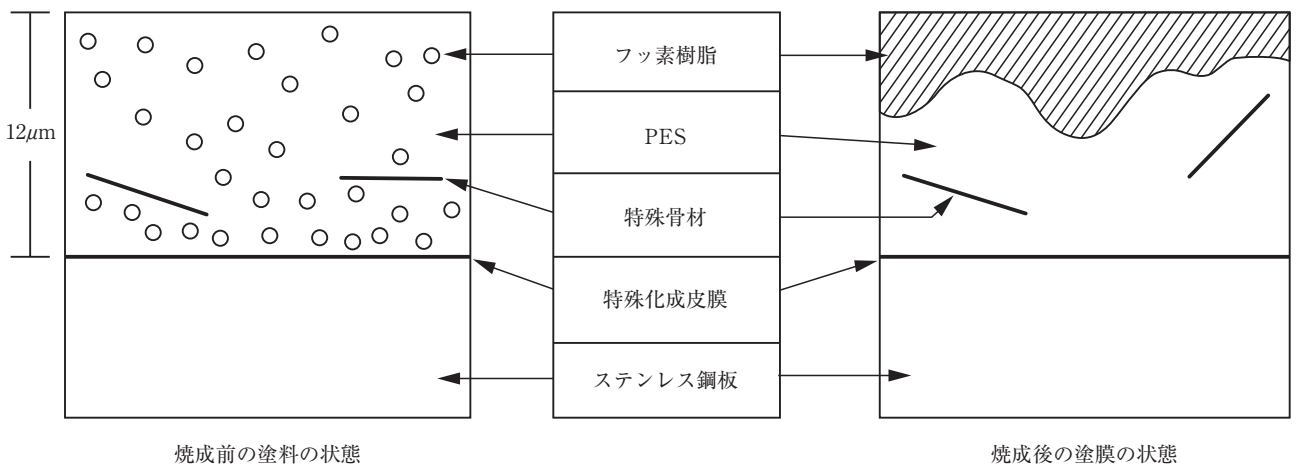 12μm
フッ素樹脂
PES
特殊骨材
特殊化成皮膜
ステンレス鋼板
焼成前の塗料の状態
焼成後の塗膜の状態